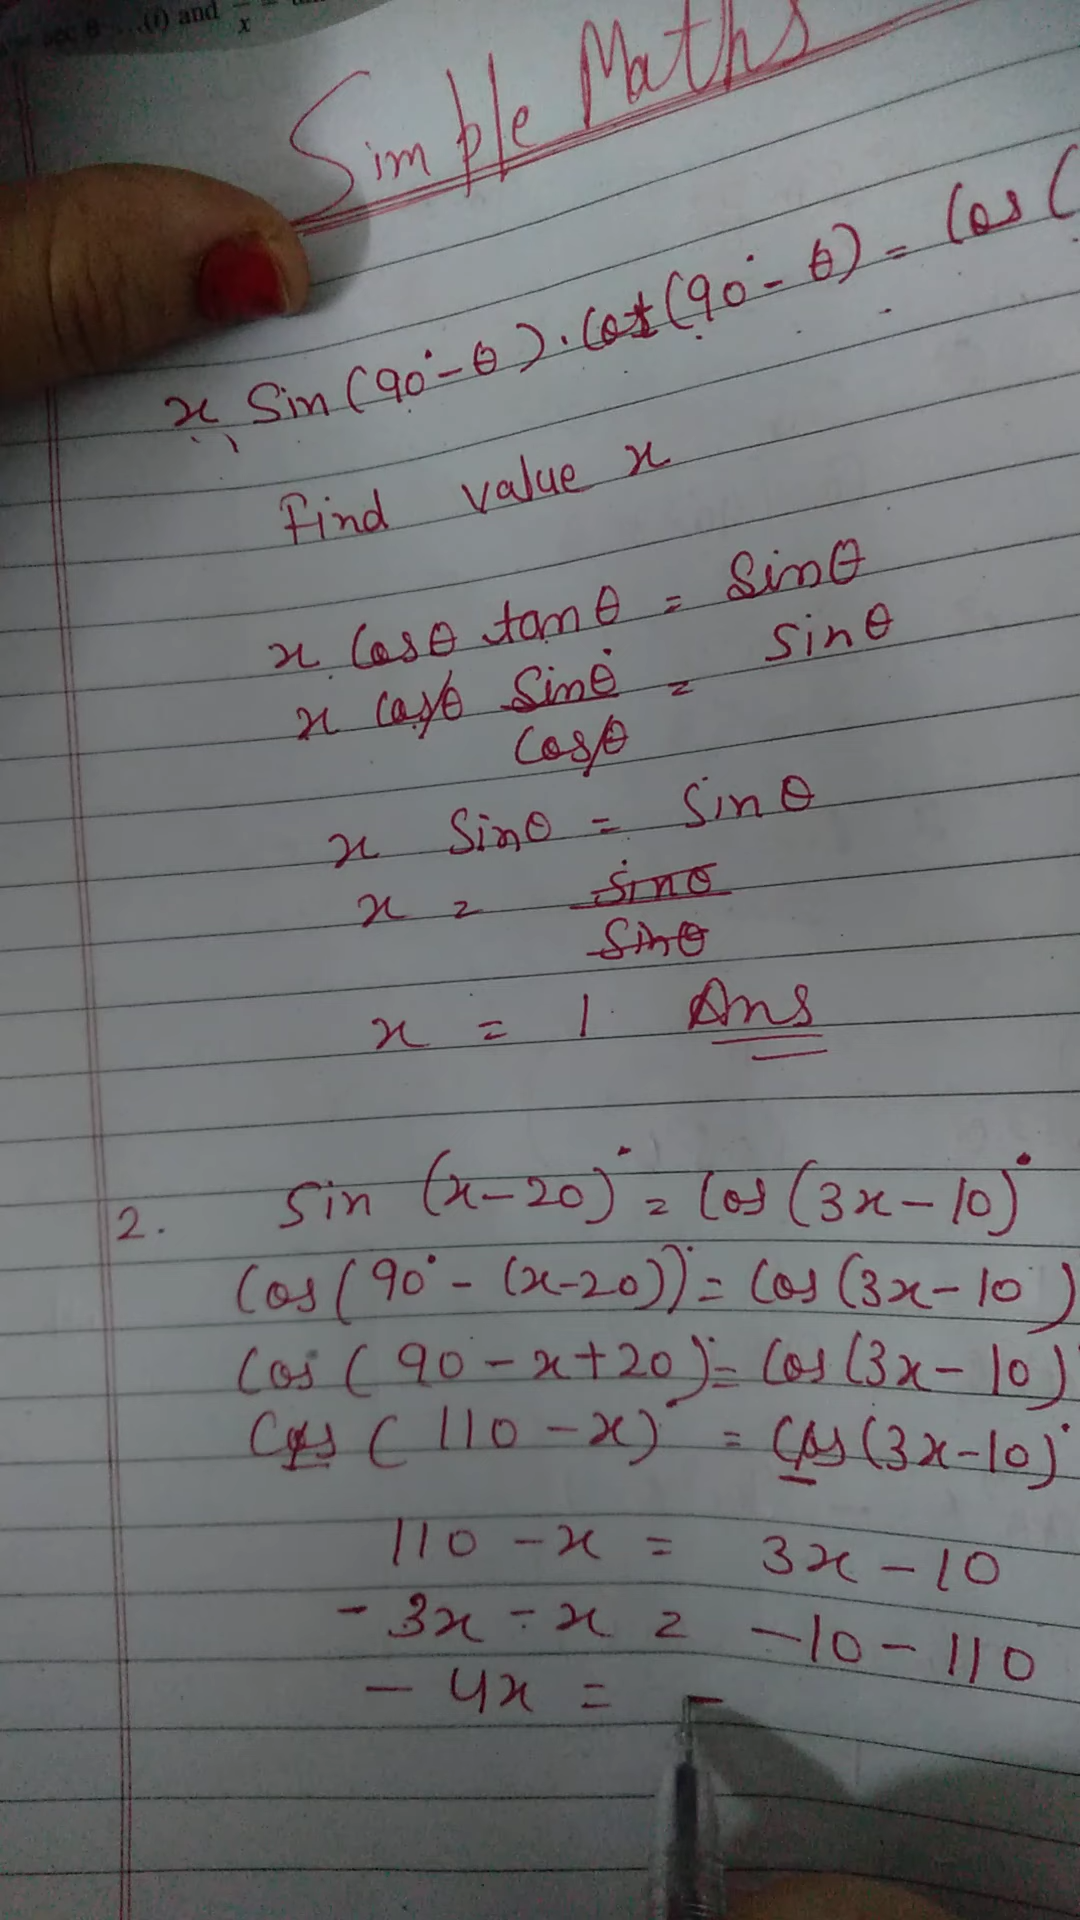 sec θ ...(i) and
x
Simple Maths
x Sin (90° - θ) . Cot (90° - θ) = Cos (
Find value x
x Cosθ tanθ = Sinθ
x Cosθ Sinθ = Sinθ
Cosθ
x Sinθ = Sinθ
x = Sinθ
Sinθ
x = 1 Ans
2. Sin (x-20)° = Cos (3x-10)°
Cos (90° - (x-20))° = Cos (3x-10)
Cos (90-x+20)° = Cos (3x-10)
Cos (110-x)° = Cos (3x-10)°
110 - x = 3x - 10
- 3x - x = -10 - 110
- 4x = -